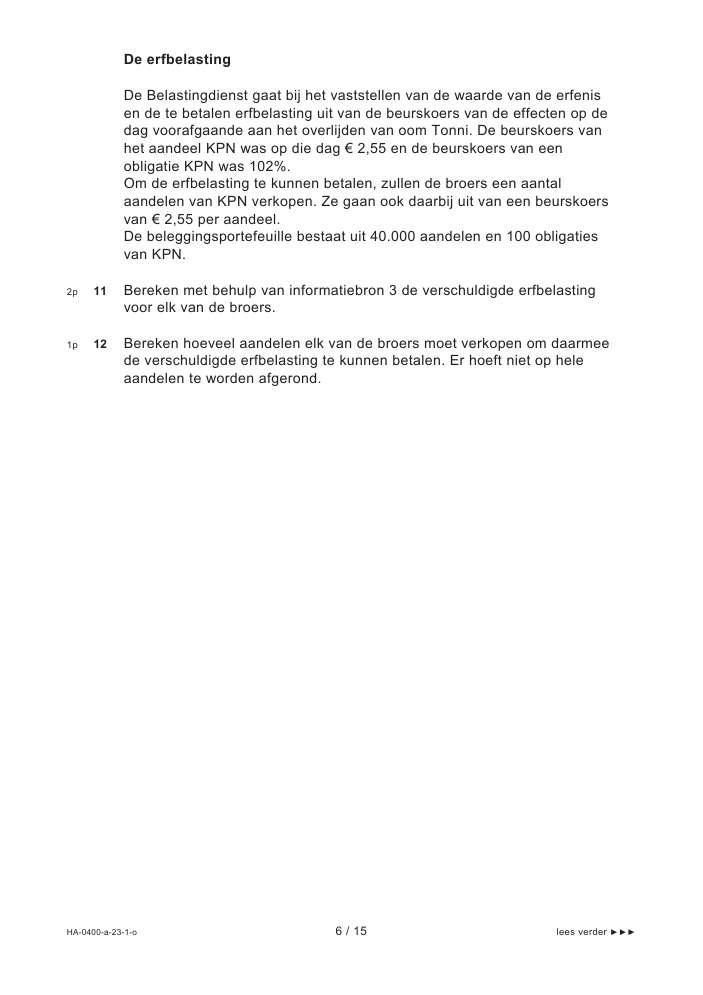 De erfbelasting
De Belastingdienst gaat bij het vaststellen van de waarde van de erfenis
en de te betalen erfbelasting uit van de beurskoers van de effecten op de
dag voorafgaande aan het overlijden van oom Tonni. De beurskoers van
het aandeel KPN was op die dag € 2,55 en de beurskoers van een
obligatie KPN was 102%.
Om de erfbelasting te kunnen betalen, zullen de broers een aantal
aandelen van KPN verkopen. Ze gaan ook daarbij uit van een beurskoers
van € 2,55 per aandeel.
De beleggingsportefeuille bestaat uit 40.000 aandelen en 100 obligaties
van KPN.
2p 11 Bereken met behulp van informatiebron 3 de verschuldigde erfbelasting
voor elk van de broers.
1p 12 Bereken hoeveel aandelen elk van de broers moet verkopen om daarmee
de verschuldigde erfbelasting te kunnen betalen. Er hoeft niet op hele
aandelen te worden afgerond.
HA-0400-a-23-1-o 6 / 15 lees verder ►►►